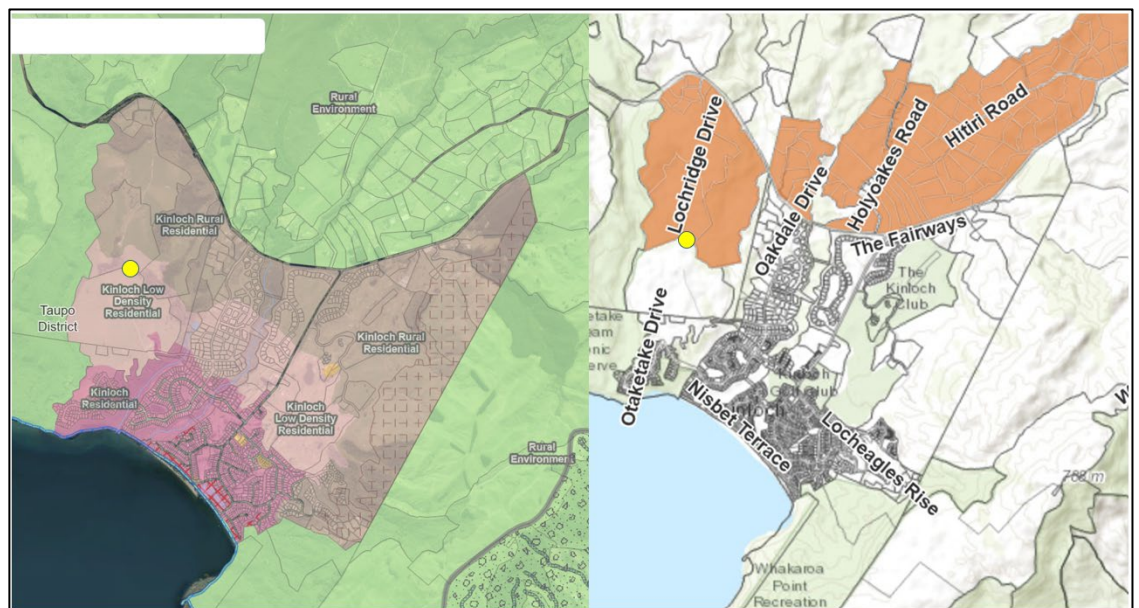 Rural
Environment
Kinloch Rural
Residential
Kinloch Low
Density
Residential
Taupo
District
Kinloch Rural
Residential
Kinloch
Residential
Kinloch
Low Density
Residential
Rural
Environment
Lochridge Drive
Oakdale Drive
Holyoakes Road
Hitiri Road
The Fairways
The
Kinloch
Club
Otaketake Drive
Nisbet Terrace
Locheagles Rise
768 m
Whakaroa
Point
Recreation